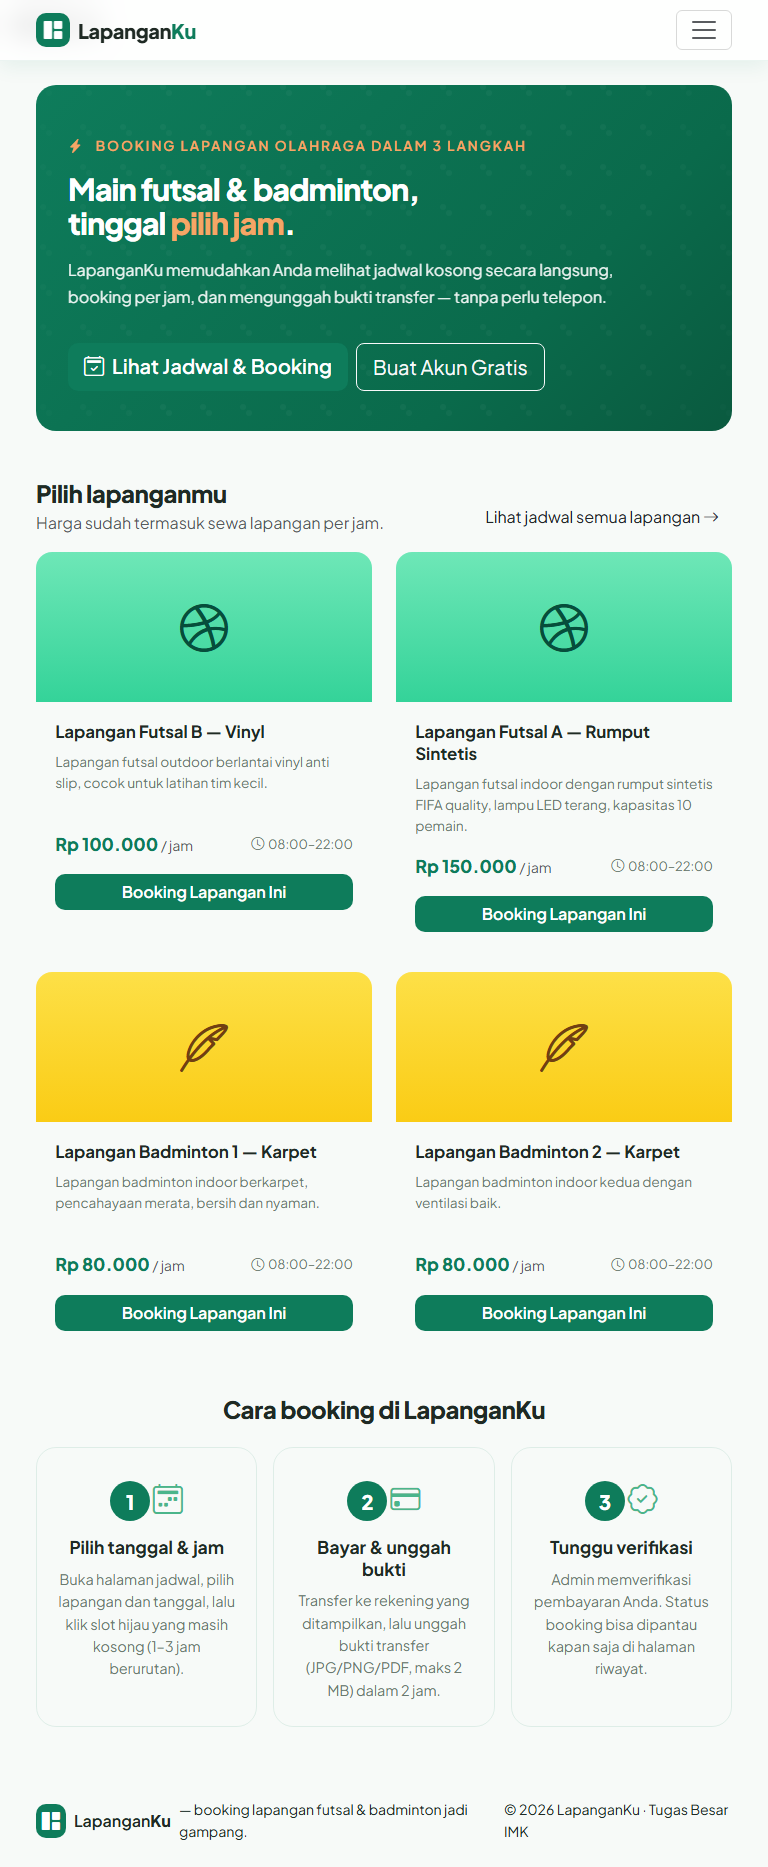 LapanganKu
BOOKING LAPANGAN OLAHRAGA DALAM 3 LANGKAH
Main futsal & badminton,
tinggal pilih jam.
LapanganKu memudahkan Anda melihat jadwal kosong secara langsung,
booking per jam, dan mengunggah bukti transfer — tanpa perlu telepon.
Lihat Jadwal & Booking
Buat Akun Gratis
Pilih lapanganmu
Harga sudah termasuk sewa lapangan per jam.
Lihat jadwal semua lapangan →
Lapangan Futsal B — Vinyl
Lapangan futsal outdoor berlantai vinyl anti
slip, cocok untuk latihan tim kecil.
Rp 100.000 / jam
08:00–22:00
Booking Lapangan Ini
Lapangan Futsal A — Rumput
Sintetis
Lapangan futsal indoor dengan rumput sintetis
FIFA quality, lampu LED terang, kapasitas 10
pemain.
Rp 150.000 / jam
08:00–22:00
Booking Lapangan Ini
Lapangan Badminton 1 — Karpet
Lapangan badminton indoor berkarpet,
pencahayaan merata, bersih dan nyaman.
Rp 80.000 / jam
08:00–22:00
Booking Lapangan Ini
Lapangan Badminton 2 — Karpet
Lapangan badminton indoor kedua dengan
ventilasi baik.
Rp 80.000 / jam
08:00–22:00
Booking Lapangan Ini
Cara booking di LapanganKu
1
Pilih tanggal & jam
Buka halaman jadwal, pilih
lapangan dan tanggal, lalu
klik slot hijau yang masih
kosong (1–3 jam
berurutan).
2
Bayar & unggah
bukti
Transfer ke rekening yang
ditampilkan, lalu unggah
bukti transfer
(JPG/PNG/PDF, maks 2
MB) dalam 2 jam.
3
Tunggu verifikasi
Admin memverifikasi
pembayaran Anda. Status
booking bisa dipantau
kapan saja di halaman
riwayat.
LapanganKu
— booking lapangan futsal & badminton jadi
gampang.
© 2026 LapanganKu · Tugas Besar
IMK